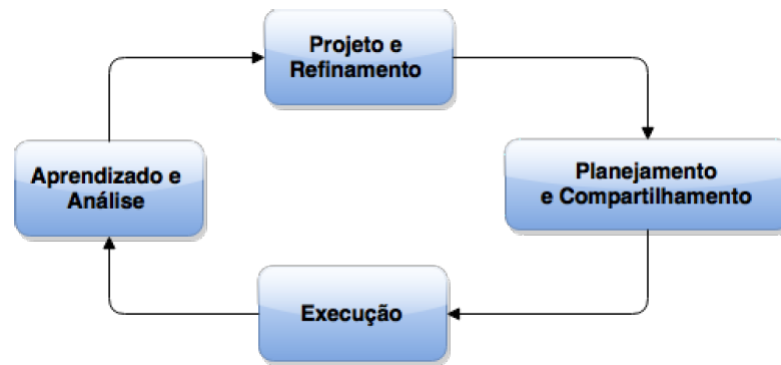 Projeto e
Refinamento
Aprendizado e
Análise
Planejamento
e Compartilhamento
Execução